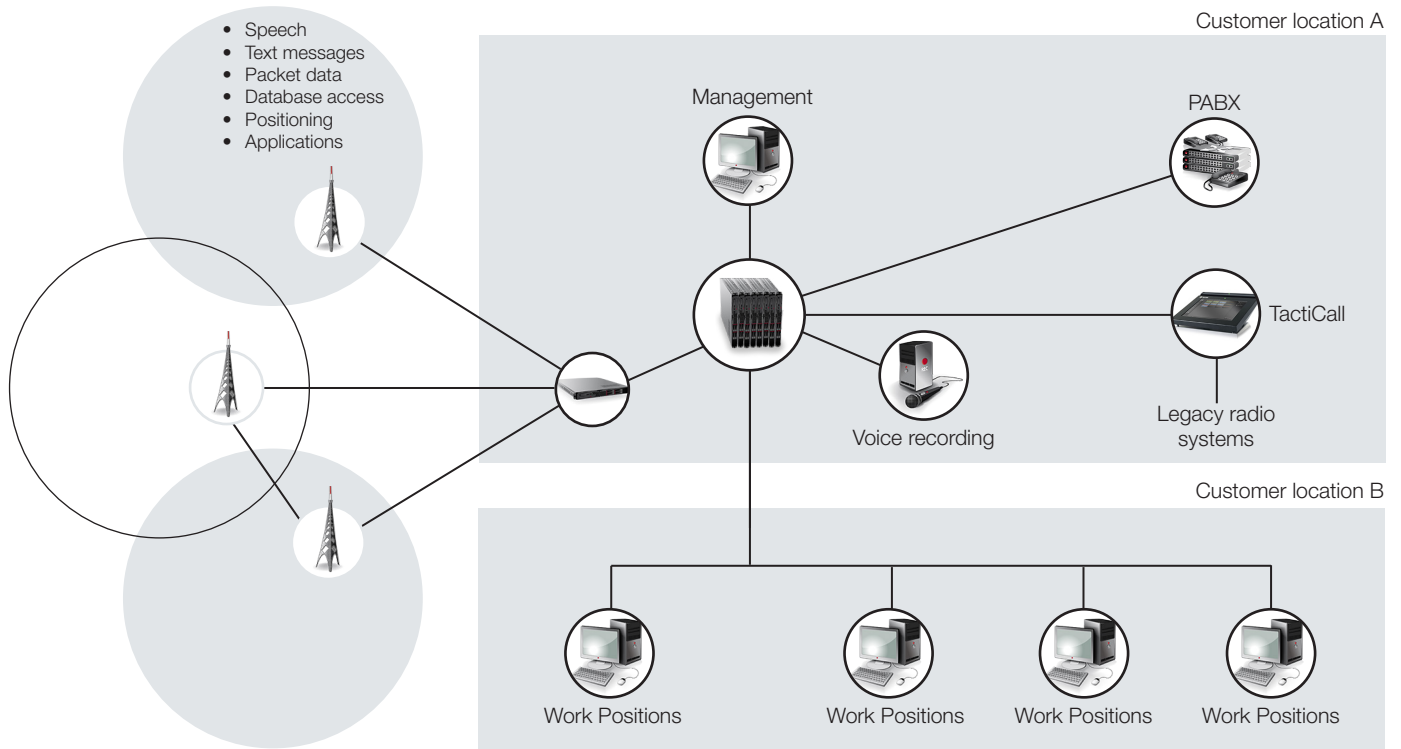 Customer location A
• Speech
• Text messages
• Packet data
• Database access
• Positioning
• Applications
Management
PABX
TactiCall
Voice recording
Legacy radio
systems
Customer location B
Work Positions
Work Positions
Work Positions
Work Positions